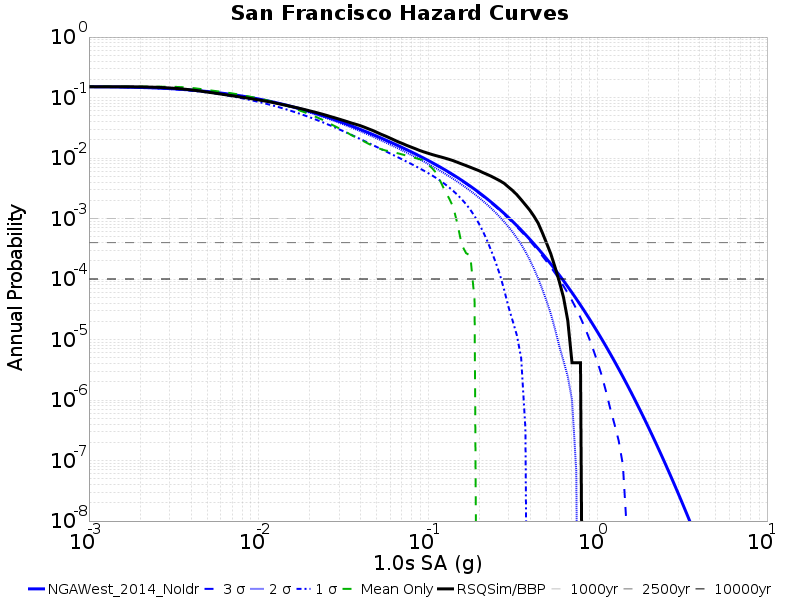 San Francisco Hazard Curves
Annual Probability
10^0
10^-1
10^-2
10^-3
10^-4
10^-5
10^-6
10^-7
10^-8
10^-3 10^-2 10^-1 10^0 10^1
1.0s SA (g)
NGAWest_2014_NoIdr 3 σ 2 σ 1 σ Mean Only RSQSim/BBP 1000yr 2500yr 10000yr